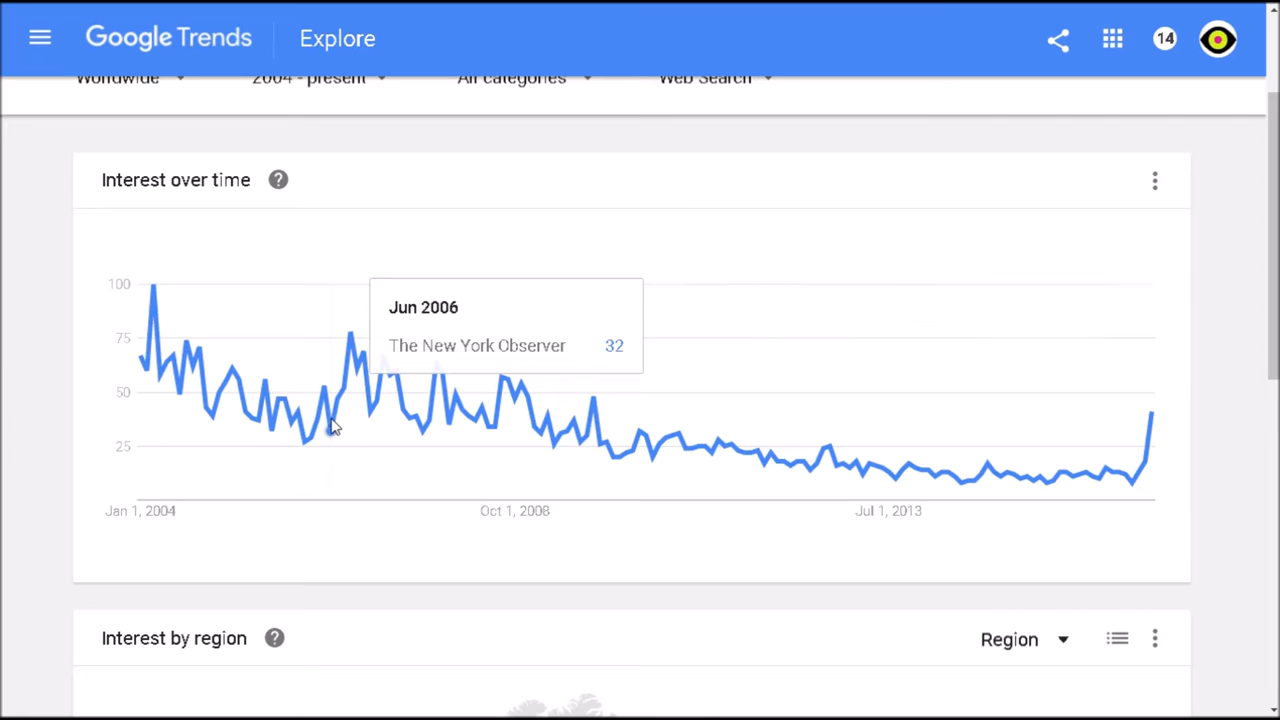 Google Trends Explore 14
Worldwide 2004 - present All categories Web Search
Interest over time ?
100
75
50
25
Jun 2006
The New York Observer 32
Jan 1, 2004 Oct 1, 2008 Jul 1, 2013
Interest by region ? Region